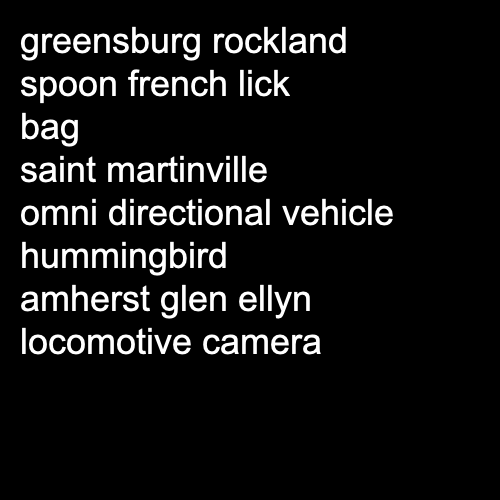 greensburg rockland
spoon french lick
bag
saint martinville
omni directional vehicle
hummingbird
amherst glen ellyn
locomotive camera